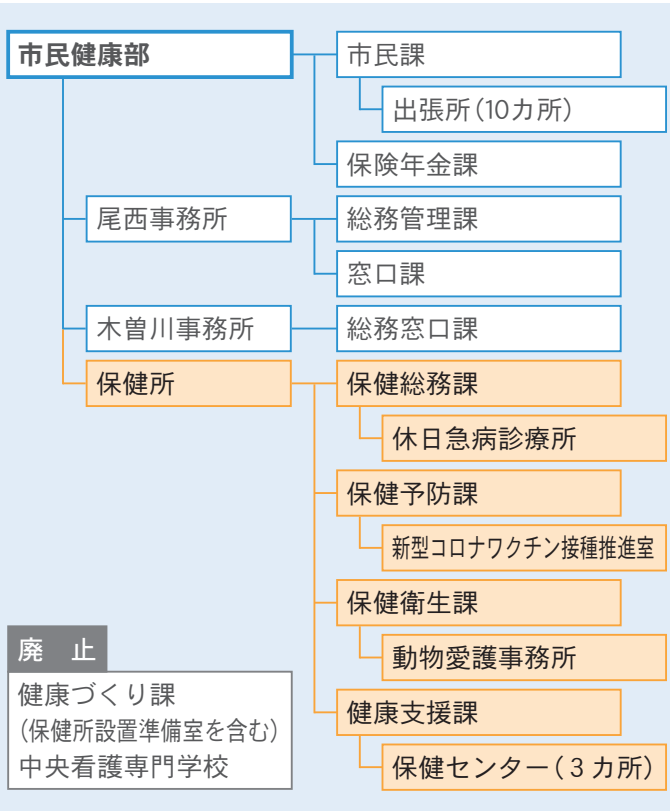 市民健康部
市民課
出張所(10カ所)
保険年金課
尾西事務所
総務管理課
窓口課
木曽川事務所
総務窓口課
保健所
保健総務課
休日急病診療所
保健予防課
新型コロナワクチン接種推進室
保健衛生課
動物愛護事務所
健康支援課
保健センター(3カ所)
廃 止
健康づくり課
(保健所設置準備室を含む)
中央看護専門学校